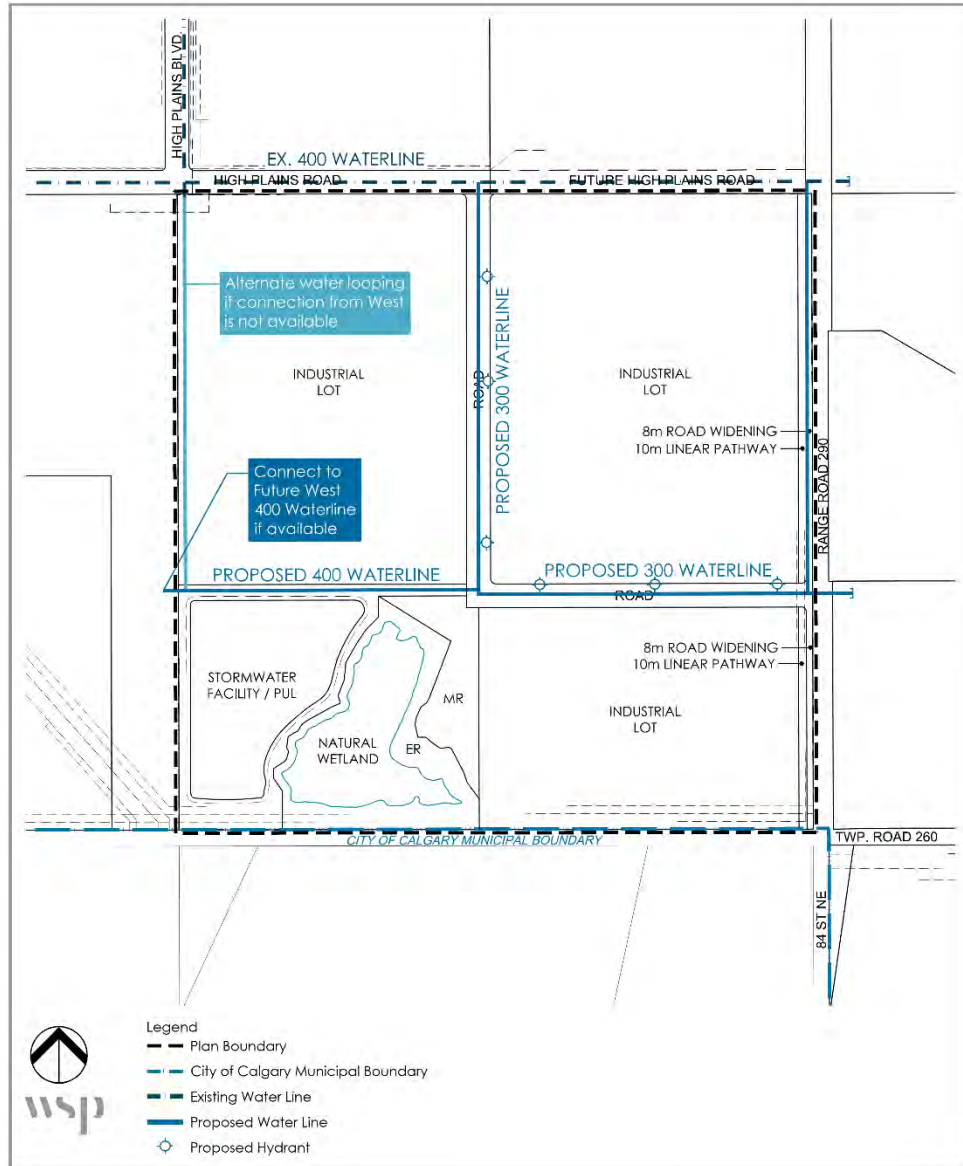 HIGH PLAINS BLVD.
EX. 400 WATERLINE
HIGH PLAINS ROAD
FUTURE HIGH PLAINS ROAD
Alternate water looping
if connection from West
is not available
INDUSTRIAL
LOT
ROAD
PROPOSED 300 WATERLINE
INDUSTRIAL
LOT
8m ROAD WIDENING
10m LINEAR PATHWAY
RANGE ROAD 290
Connect to
Future West
400 Waterline
if available
PROPOSED 400 WATERLINE
PROPOSED 300 WATERLINE
ROAD
STORMWATER
FACILITY / PUL
NATURAL
WETLAND
ER
MR
INDUSTRIAL
LOT
8m ROAD WIDENING
10m LINEAR PATHWAY
CITY OF CALGARY MUNICIPAL BOUNDARY
TWP. ROAD 260
84 ST NE
wsp
Legend
Plan Boundary
City of Calgary Municipal Boundary
Existing Water Line
Proposed Water Line
Proposed Hydrant